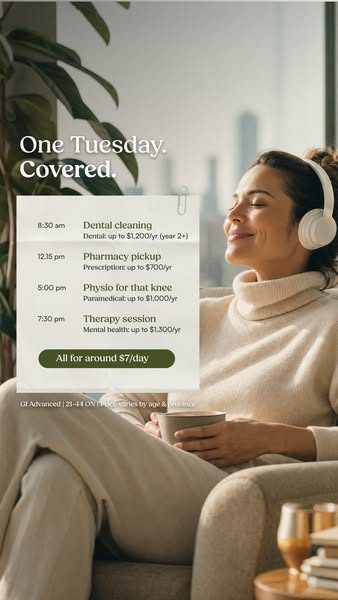 One Tuesday.
Covered.
8:30 am Dental cleaning
Dental: up to $1,200/yr (year 2+)
12.15 pm Pharmacy pickup
Prescription: up to $700/yr
5:00 pm Physio for that knee
Paramedical: up to $1,000/yr
7:30 pm Therapy session
Mental health: up to $1,300/yr
All for around $7/day
GI Advanced | 21-44 ON | Price varies by age & province